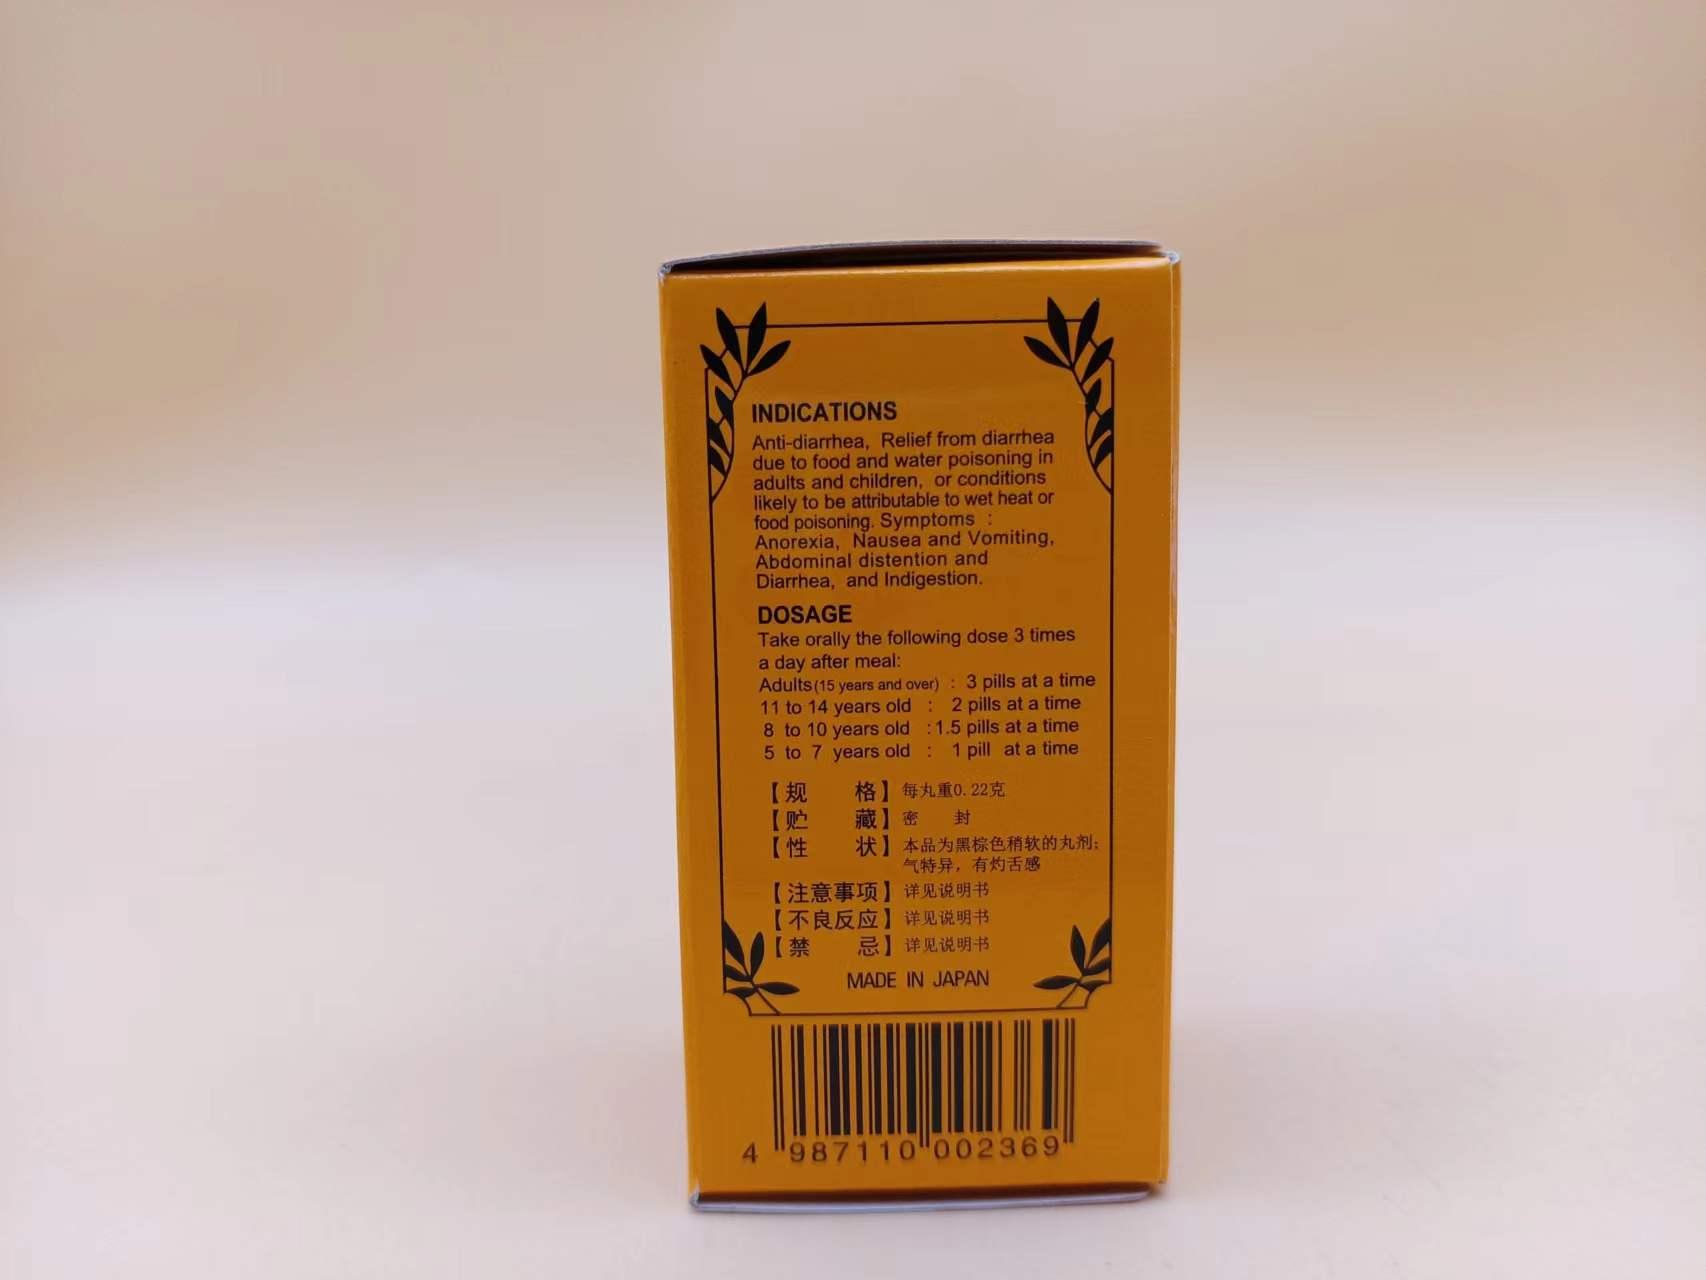 INDICATIONS
Anti-diarrhea, Relief from diarrhea
due to food and water poisoning in
adults and children, or conditions
likely to be attributable to wet heat or
food poisoning. Symptoms :
Anorexia, Nausea and Vomiting,
Abdominal distention and
Diarrhea, and Indigestion.
DOSAGE
Take orally the following dose 3 times
a day after meal:
Adults(15 years and over) : 3 pills at a time
11 to 14 years old : 2 pills at a time
8 to 10 years old :1.5 pills at a time
5 to 7 years old : 1 pill at a time
【规 格】每丸重0.22克
【贮 藏】密 封
【性 状】本品为黑棕色稍软的丸剂;
气特异，有灼舌感
【注意事项】详见说明书
【不良反应】详见说明书
【禁 忌】详见说明书
MADE IN JAPAN
4 987110 002369